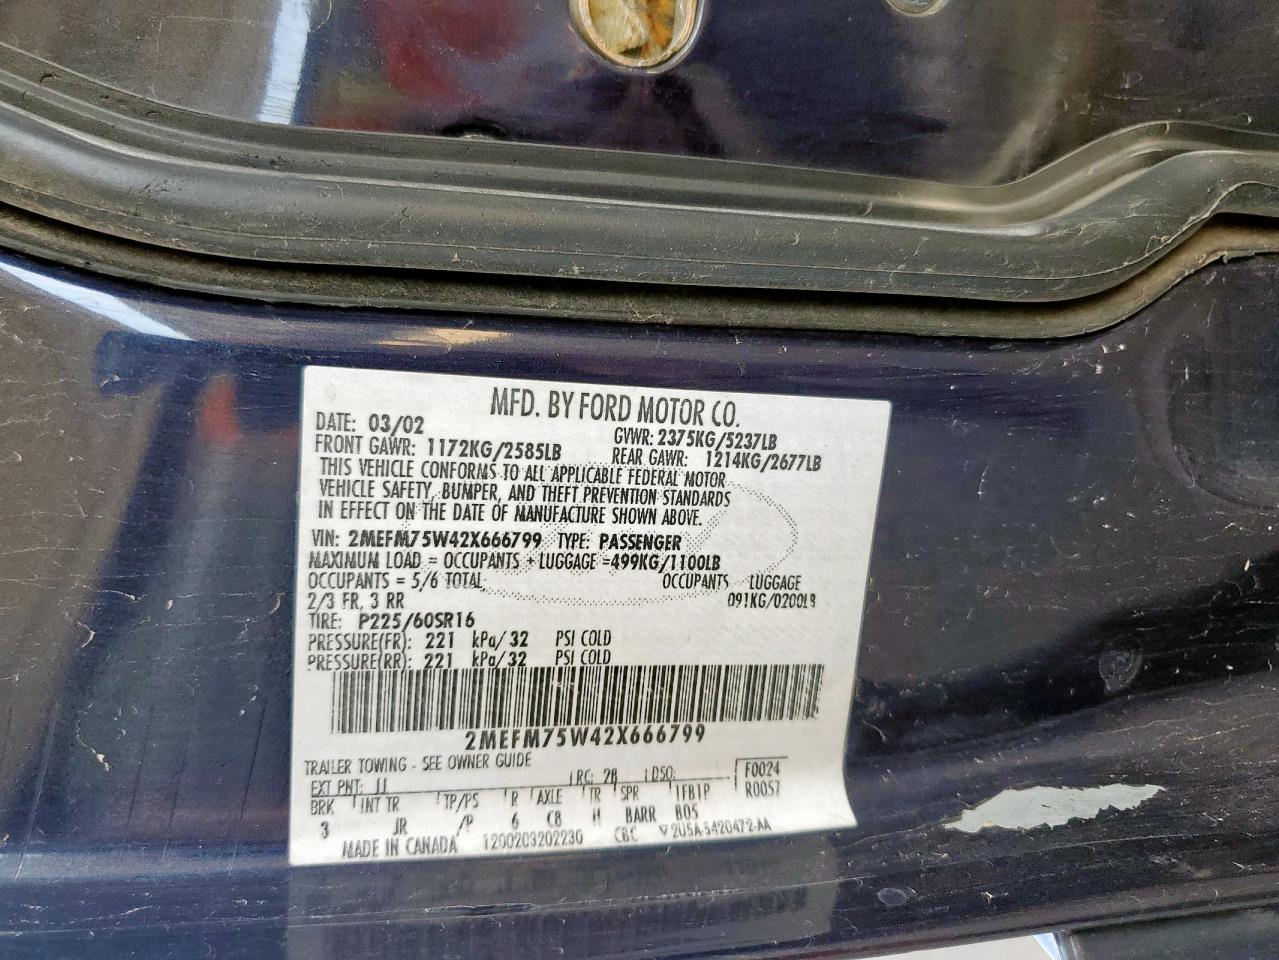 MFD. BY FORD MOTOR CO.
DATE: 03/02 GVWR: 2375KG/5237LB
FRONT GAWR: 1172KG/2585LB REAR GAWR: 1214KG/2677LB
THIS VEHICLE CONFORMS TO ALL APPLICABLE FEDERAL MOTOR
VEHICLE SAFETY, BUMPER, AND THEFT PREVENTION STANDARDS
IN EFFECT ON THE DATE OF MANUFACTURE SHOWN ABOVE.
VIN: 2MEFM75W42X666799 TYPE: PASSENGER
MAXIMUM LOAD = OCCUPANTS + LUGGAGE =499KG/1100LB
OCCUPANTS = 5/6 TOTAL OCCUPANTS LUGGAGE
2/3 FR, 3 RR 091KG/0200LB
TIRE: P225/60SR16
PRESSURE(FR): 221 kPa/32 PSI COLD
PRESSURE(RR): 221 kPa/32 PSI COLD
2MEFM75W42X666799
TRAILER TOWING - SEE OWNER GUIDE
EXT PNT: RC: 28 DSO: F0024
BRK INT TR TP/PS R AXLE TR SPR R0057
3 JR /P 6 C8 BARR BOS
MADE IN CANADA 1200203202230 CBC 2U5A-5420472-AA